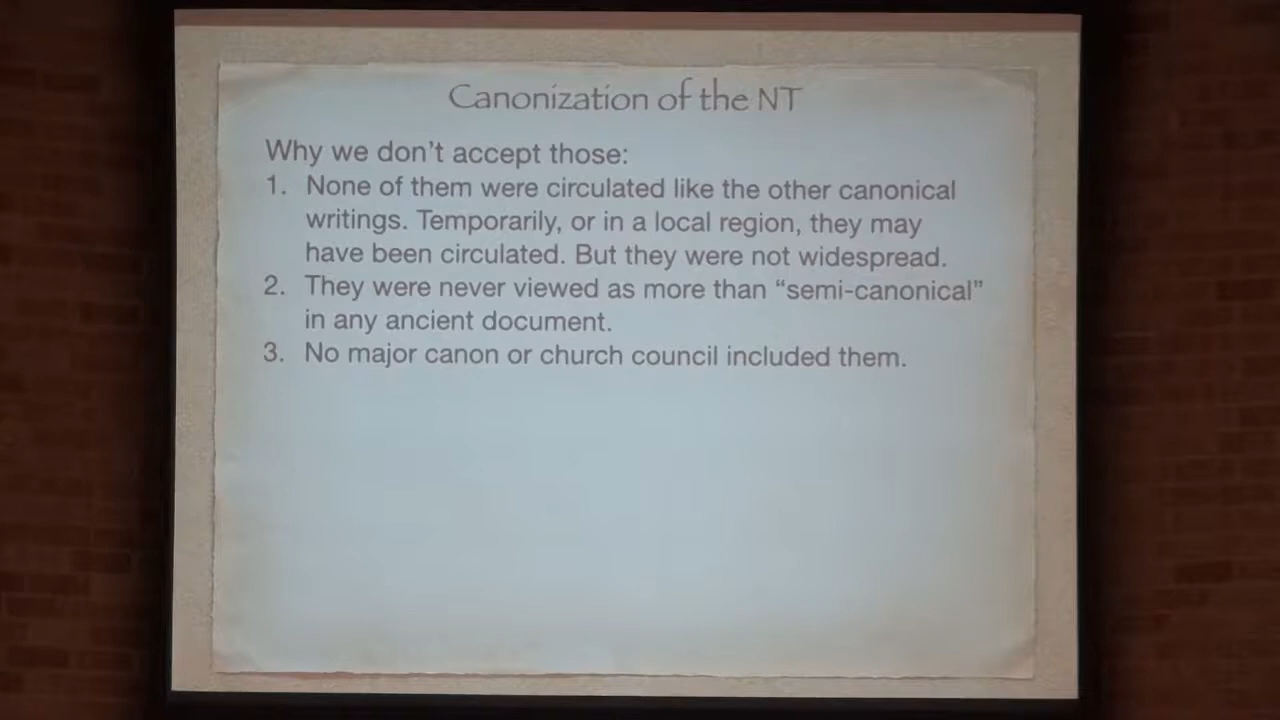 Canonization of the NT
Why we don't accept those:
1. None of them were circulated like the other canonical
writings. Temporarily, or in a local region, they may
have been circulated. But they were not widespread.
2. They were never viewed as more than “semi-canonical”
in any ancient document.
3. No major canon or church council included them.